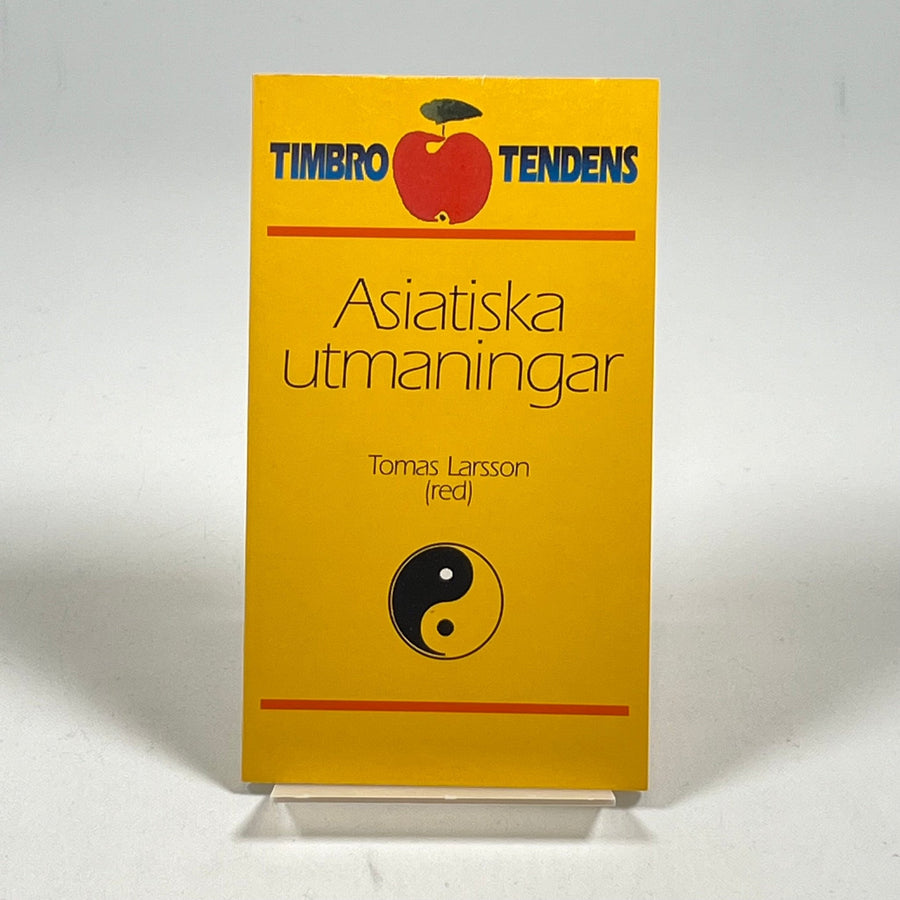 TIMBRO TENDENS
Asiatiska
utmaningar
Tomas Larsson
(red)